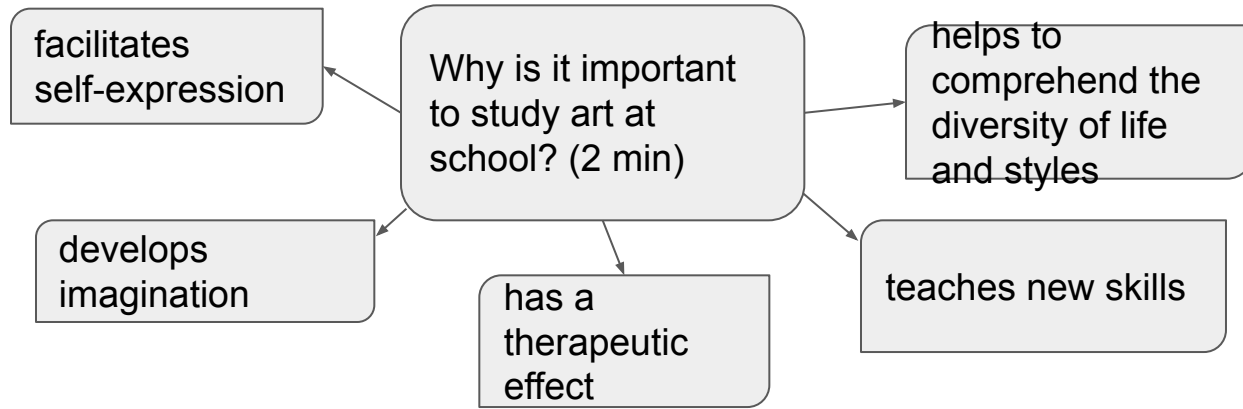 facilitates
self-expression
Why is it important
to study art at
school? (2 min)
helps to
comprehend the
diversity of life
and styles
develops
imagination
has a
therapeutic
effect
teaches new skills